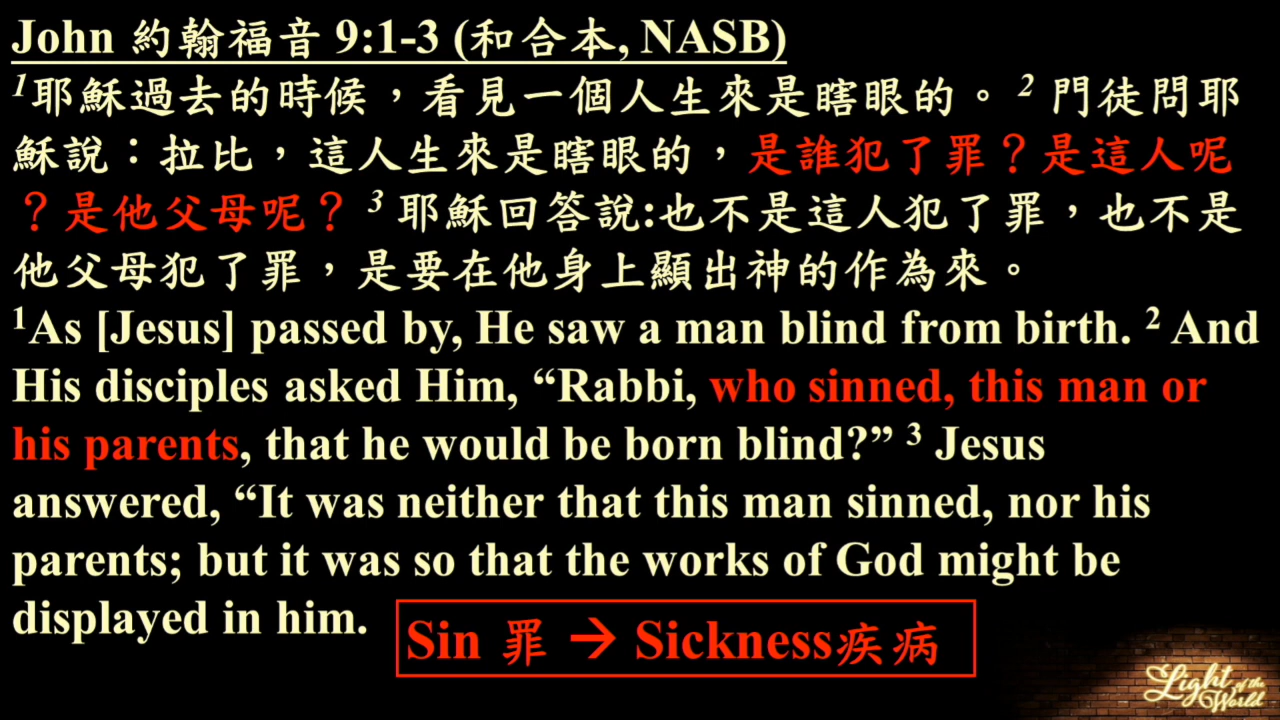 John 約翰福音 9:1-3 (和合本, NASB)
1耶穌過去的時候，看見一個人生來是瞎眼的。 2 門徒問耶
穌說：拉比，這人生來是瞎眼的，是誰犯了罪？是這人呢
？是他父母呢？ 3 耶穌回答說:也不是這人犯了罪，也不是
他父母犯了罪，是要在他身上顯出神的作為來。
1As [Jesus] passed by, He saw a man blind from birth. 2 And
His disciples asked Him, “Rabbi, who sinned, this man or
his parents, that he would be born blind?” 3 Jesus
answered, “It was neither that this man sinned, nor his
parents; but it was so that the works of God might be
displayed in him.
Sin 罪 → Sickness疾病
Light of the
World